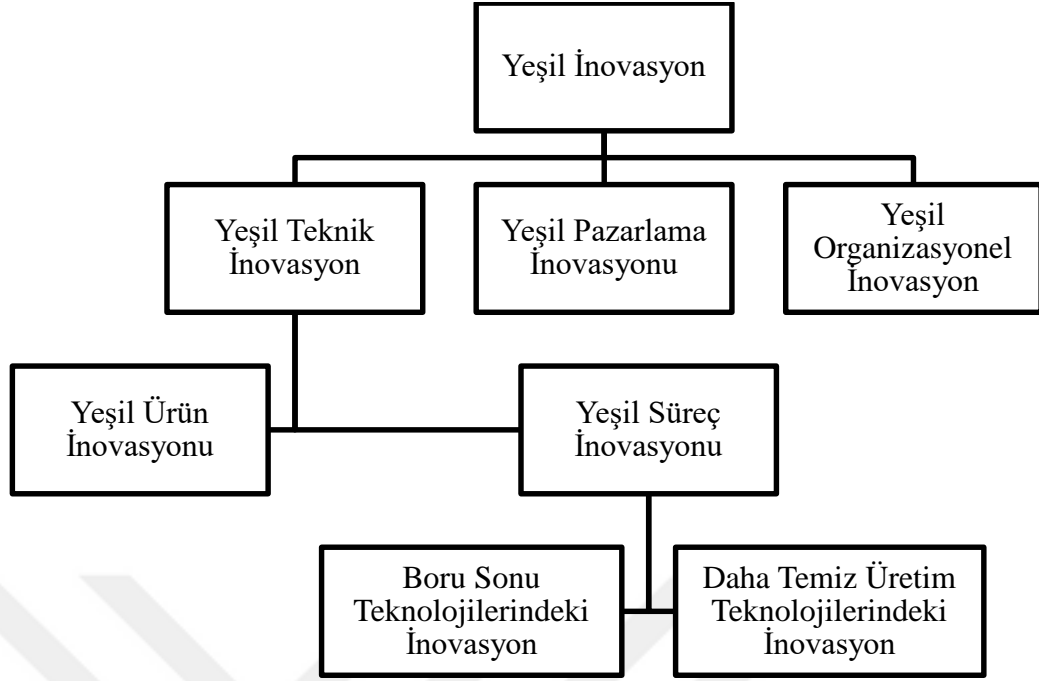 Yeşil İnovasyon
Yeşil Teknik
İnovasyon
Yeşil Pazarlama
İnovasyonu
Yeşil
Organizasyonel
İnovasyon
Yeşil Ürün
İnovasyonu
Yeşil Süreç
İnovasyonu
Boru Sonu
Teknolojilerindeki
İnovasyon
Daha Temiz Üretim
Teknolojilerindeki
İnovasyon